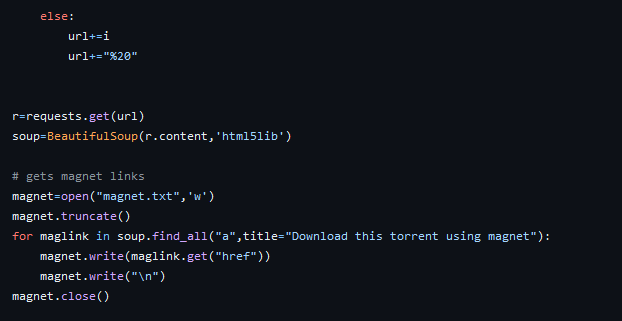 else:
url+=i
url+="%20"
r=requests.get(url)
soup=BeautifulSoup(r.content,'html5lib')
# gets magnet links
magnet=open("magnet.txt",'w')
magnet.truncate()
for maglink in soup.find_all("a",title="Download this torrent using magnet"):
magnet.write(maglink.get("href"))
magnet.write("\n")
magnet.close()